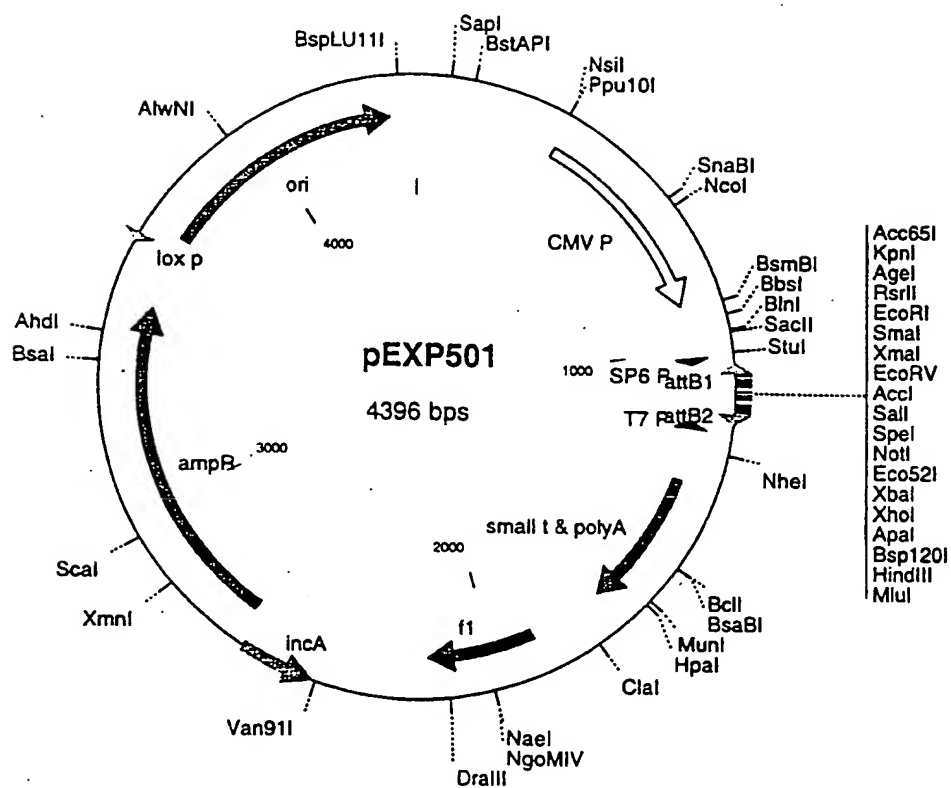 SapI
BspLU11I
BstAPI
NsiI
Ppu10I
AlwNI
SnaBI
NcoI
ori
4000
CMV P
lox p
BsmBI
BbsI
BlnI
SacII
StuI
AhdI
BsaI
pEXP501
4396 bps
1000
SP6 P
attB1
T7 P
attB2
Acc65I
KpnI
AgeI
RsrII
EcoRI
SmaI
XmaI
EcoRV
AccI
SalI
SpeI
NotI
Eco52I
XbaI
XhoI
ApaI
Bsp120I
HindIII
MluI
NheI
3000
ampR
small t & polyA
2000
ScaI
XmnI
BclI
BsaBI
MunI
HpaI
f1
incA
ClaI
Van91I
NaeI
NgoMIV
DraIII